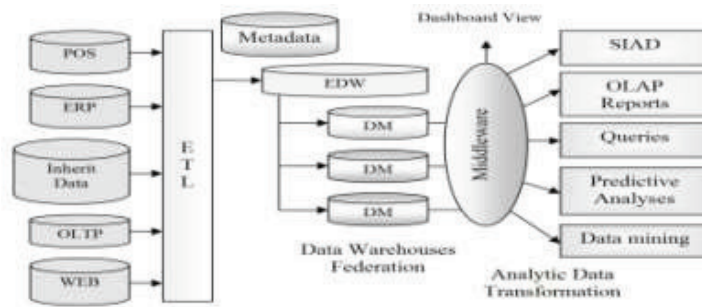 Dashboard View
Metadata
POS
ERP
Inherit
Data
OLTP
WEB
E
T
L
EDW
DM
DM
DM
Data Warehouses
Federation
Middleware
SIAD
OLAP
Reports
Queries
Predictive
Analyses
Data mining
Analytic Data
Transformation